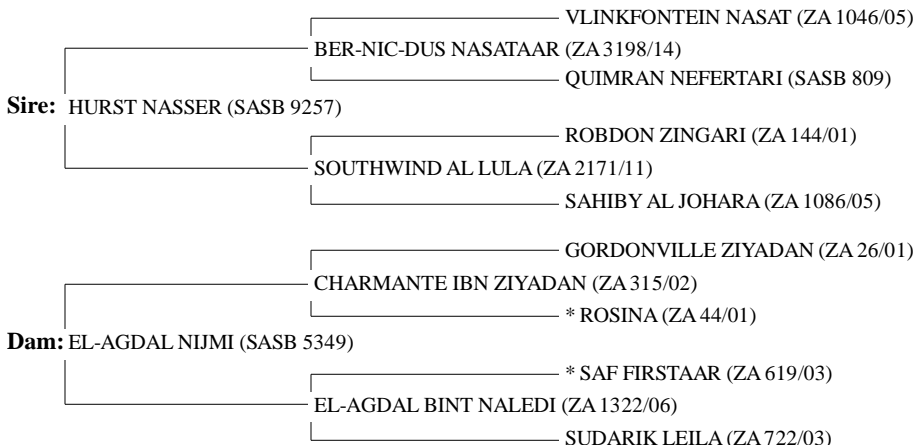 VLINKFONTEIN NASAT (ZA 1046/05)
BER-NIC-DUS NASATAAR (ZA 3198/14)
QUIMRAN NEFERTARI (SASB 809)
Sire: HURST NASSER (SASB 9257)
ROBDON ZINGARI (ZA 144/01)
SOUTHWIND AL LULA (ZA 2171/11)
SAHIBY AL JOHARA (ZA 1086/05)
GORDONVILLE ZIYADAN (ZA 26/01)
CHARMANTE IBN ZIYADAN (ZA 315/02)
* ROSINA (ZA 44/01)
Dam: EL-AGDAL NIJMI (SASB 5349)
* SAF FIRSTAAR (ZA 619/03)
EL-AGDAL BINT NALEDI (ZA 1322/06)
SUDARIK LEILA (ZA 722/03)